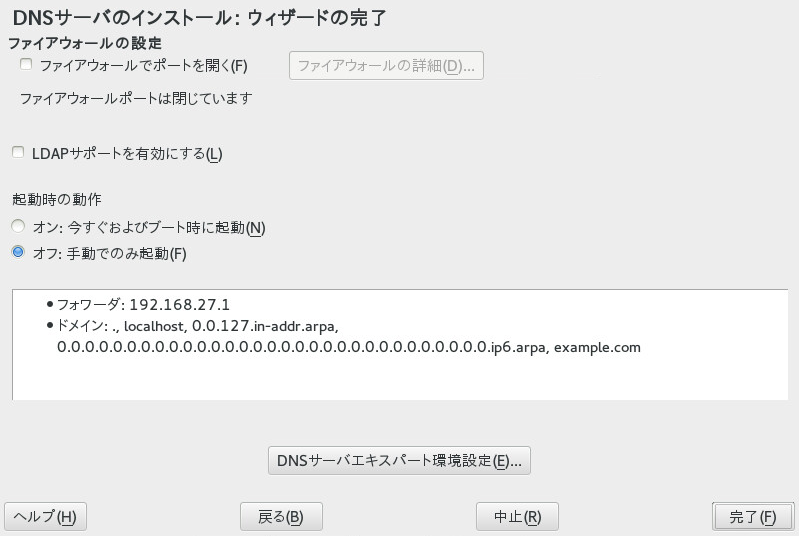 DNSサーバのインストール: ウィザードの完了
ファイアウォールの設定
ファイアウォールでポートを開く(F) ファイアウォールの詳細(D)...
ファイアウォールポートは閉じています
LDAPサポートを有効にする(L)
起動時の動作
オン: 今すぐおよびブート時に起動(N)
オフ: 手動でのみ起動(F)
•フォワーダ: 192.168.27.1
•ドメイン: ., localhost, 0.0.127.in-addr.arpa,
0.0.0.0.0.0.0.0.0.0.0.0.0.0.0.0.0.0.0.0.0.0.0.0.0.0.0.0.0.0.0.ip6.arpa, example.com
DNSサーバエキスパート環境設定(E)...
ヘルプ(H) 戻る(B) 中止(R) 完了(F)